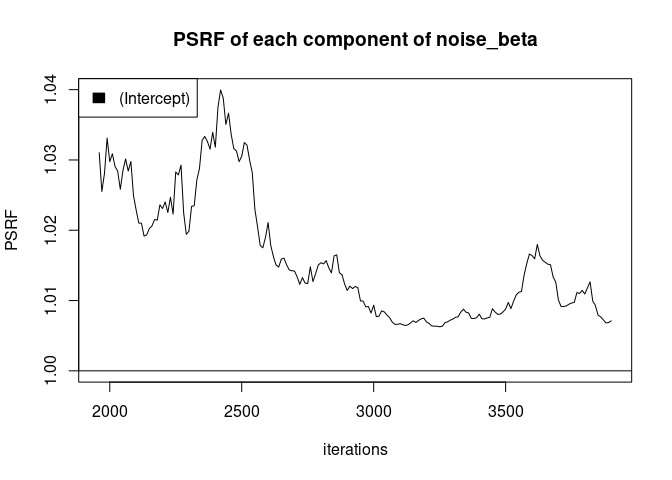 PSRF of each component of noise_beta
(Intercept)
PSRF
1.04
1.03
1.02
1.01
1.00
2000 2500 3000 3500
iterations